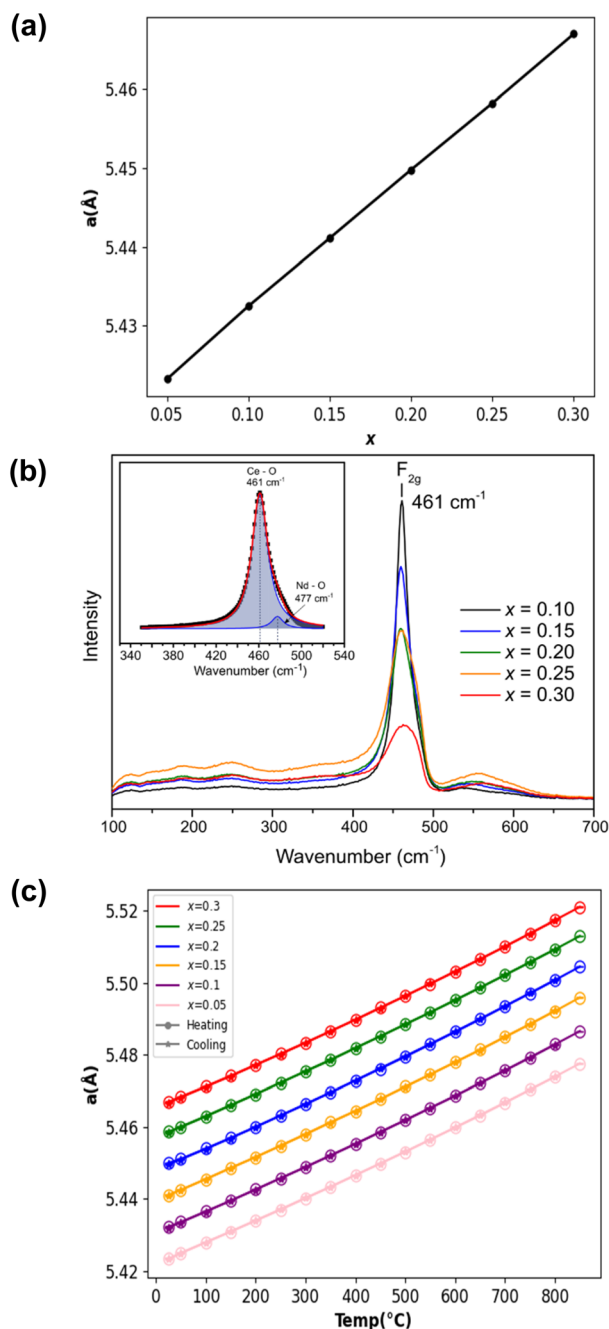 (a)
5.46
5.45
5.44
5.43
a(Å)
0.05 0.10 0.15 0.20 0.25 0.30
x
(b)
Ce - O
461 cm-1
Nd - O
477 cm-1
340 400 460 500 540
Wavenumber (cm-1)
F2g
461 cm-1
x = 0.10
x = 0.15
x = 0.20
x = 0.25
x = 0.30
Intensity
100 200 300 400 500 600 700
Wavenumber (cm-1)
(c)
x=0.3
x=0.25
x=0.2
x=0.15
x=0.1
x=0.05
Heating
Cooling
5.52
5.50
5.48
5.46
5.44
5.42
a(Å)
0 100 200 300 400 500 600 700 800
Temp(°C)